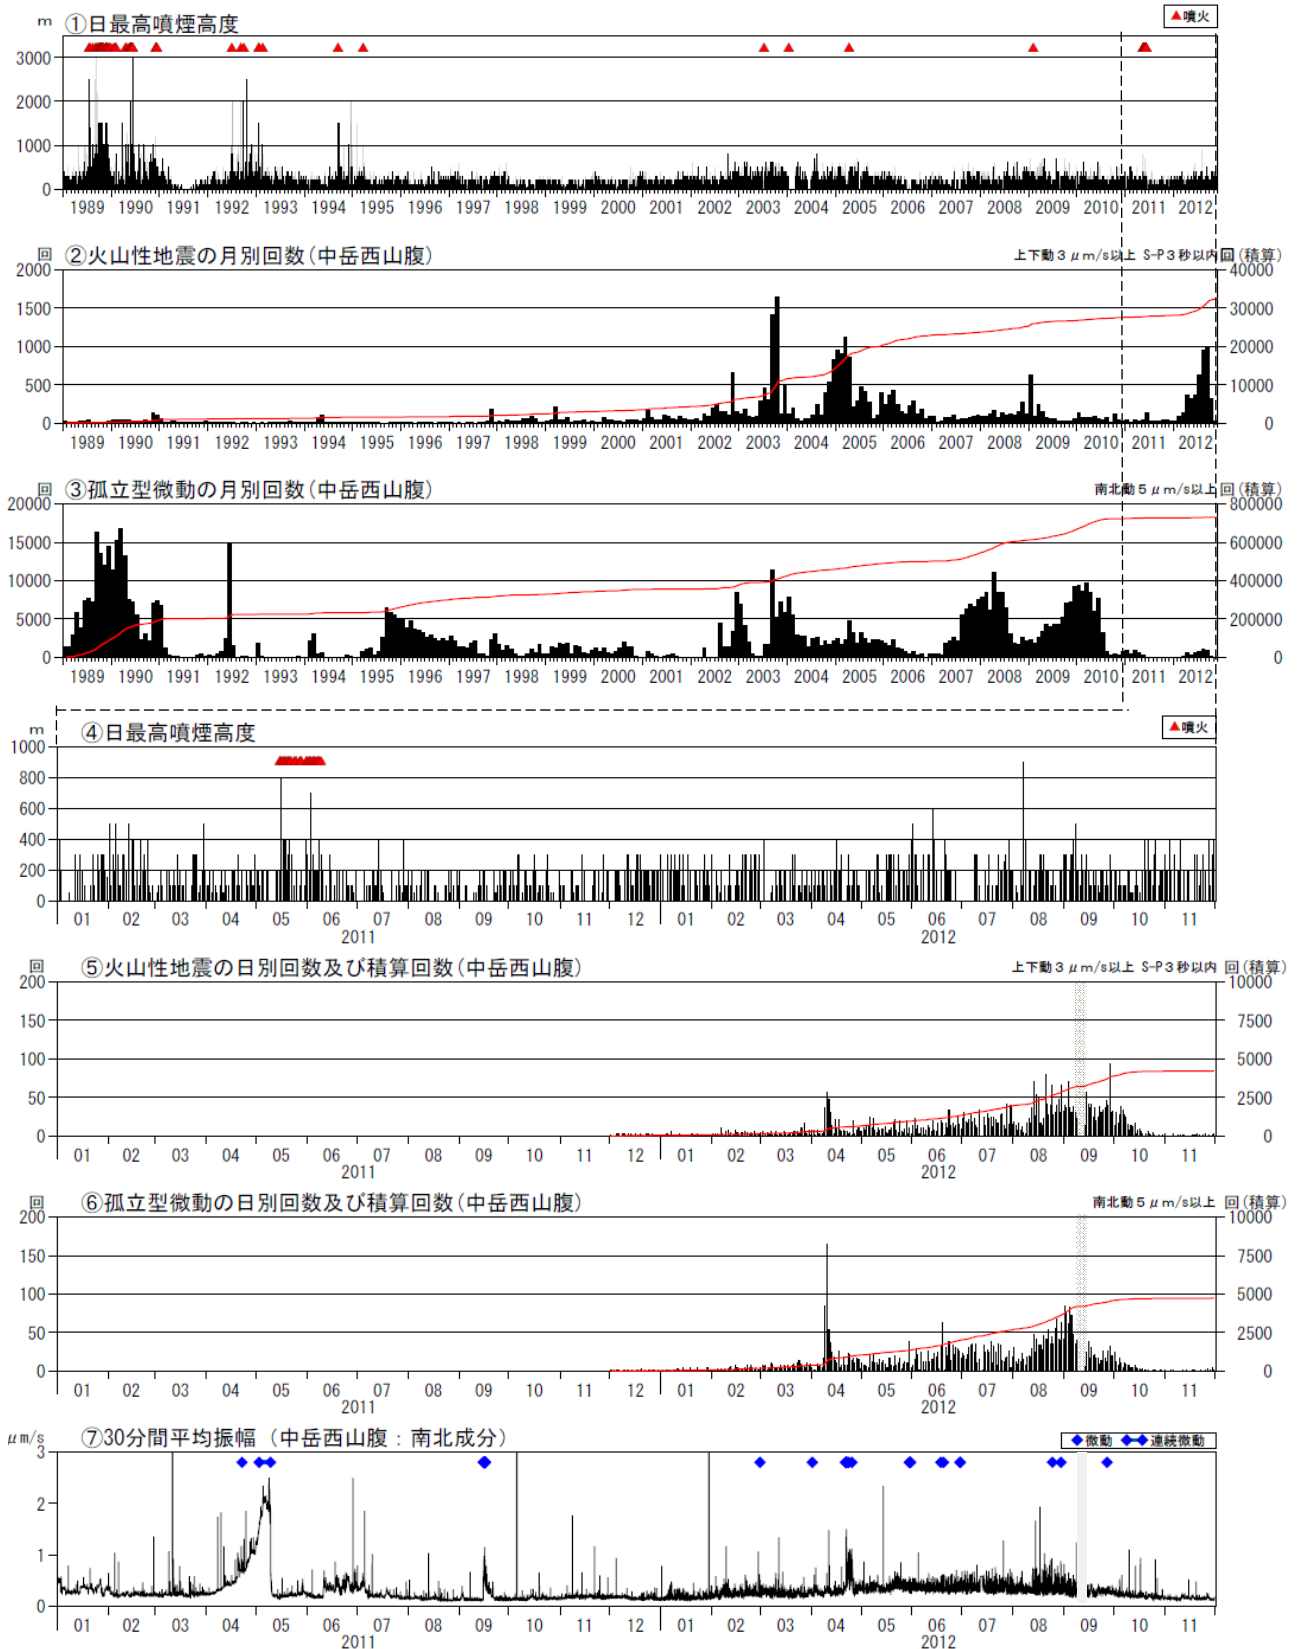 m ①日最高噴煙高度 ▲噴火
3000
2000
1000
0
1989 1990 1991 1992 1993 1994 1995 1996 1997 1998 1999 2000 2001 2002 2003 2004 2005 2006 2007 2008 2009 2010 2011 2012
回 ②火山性地震の月別回数(中岳西山腹) 上下動3μm/s以上 S-P3秒以内 回(積算)
2000 40000
1500 30000
1000 20000
500 10000
0 0
1989 1990 1991 1992 1993 1994 1995 1996 1997 1998 1999 2000 2001 2002 2003 2004 2005 2006 2007 2008 2009 2010 2011 2012
回 ③孤立型微動の月別回数(中岳西山腹) 南北動5μm/s以上 回(積算)
20000 800000
15000 600000
10000 400000
5000 200000
0 0
1989 1990 1991 1992 1993 1994 1995 1996 1997 1998 1999 2000 2001 2002 2003 2004 2005 2006 2007 2008 2009 2010 2011 2012
m ④日最高噴煙高度 ▲噴火
1000
800
600
400
200
0
01 02 03 04 05 06 07 08 09 10 11 12 01 02 03 04 05 06 07 08 09 10 11
2011 2012
回 ⑤火山性地震の日別回数及び積算回数(中岳西山腹) 上下動3μm/s以上 S-P3秒以内 回(積算)
200 10000
150 7500
100 5000
50 2500
0 0
01 02 03 04 05 06 07 08 09 10 11 12 01 02 03 04 05 06 07 08 09 10 11
2011 2012
回 ⑥孤立型微動の日別回数及び積算回数(中岳西山腹) 南北動5μm/s以上 回(積算)
200 10000
150 7500
100 5000
50 2500
0 0
01 02 03 04 05 06 07 08 09 10 11 12 01 02 03 04 05 06 07 08 09 10 11
2011 2012
μm/s ⑦30分間平均振幅（中岳西山腹：南北成分） ◆微動 ◆◆連続微動
3
2
1
0
01 02 03 04 05 06 07 08 09 10 11 12 01 02 03 04 05 06 07 08 09 10 11
2011 2012